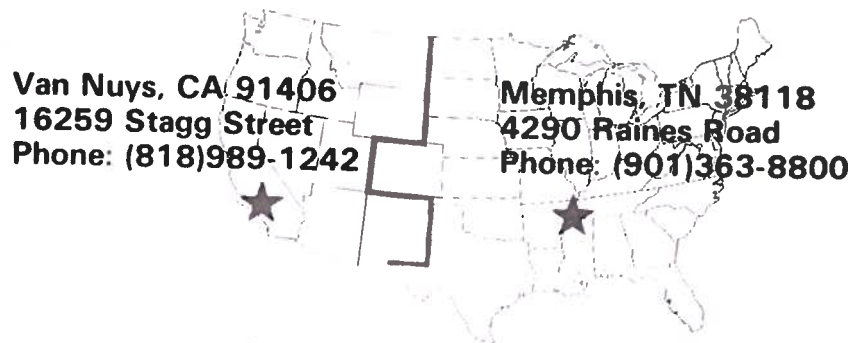 Van Nuys, CA 91406
16259 Stagg Street
Phone: (818)989-1242
Memphis, TN 38118
4290 Raines Road
Phone: (901)363-8800